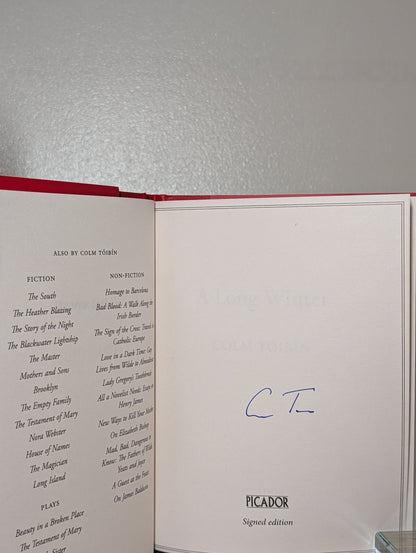 ALSO BY COLM TÓIBÍN
FICTION
The South
The Heather Blazing
The Story of the Night
The Blackwater Lightship
The Master
Mothers and Sons
Brooklyn
The Empty Family
The Testament of Mary
Nora Webster
House of Names
The Magician
Long Island
PLAYS
Beauty in a Broken Place
The Testament of Mary
Sister
NON-FICTION
Homage to Barcelona
Bad Blood: A Walk Along the
Irish Border
The Sign of the Cross: Travels in
Catholic Europe
Love in a Dark Time: Gay
Lives from Wilde to Almodóvar
Lady Gregory's Toothbrush
All a Novelist Needs: Essays on
Henry James
New Ways to Kill Your Mother
On Elizabeth Bishop
Mad, Bad, Dangerous to
Know: The Fathers of Wilde,
Yeats and Joyce
A Guest at the Feast
On James Baldwin
A Long Winter
COLM TÓIBÍN
PICADOR
Signed edition